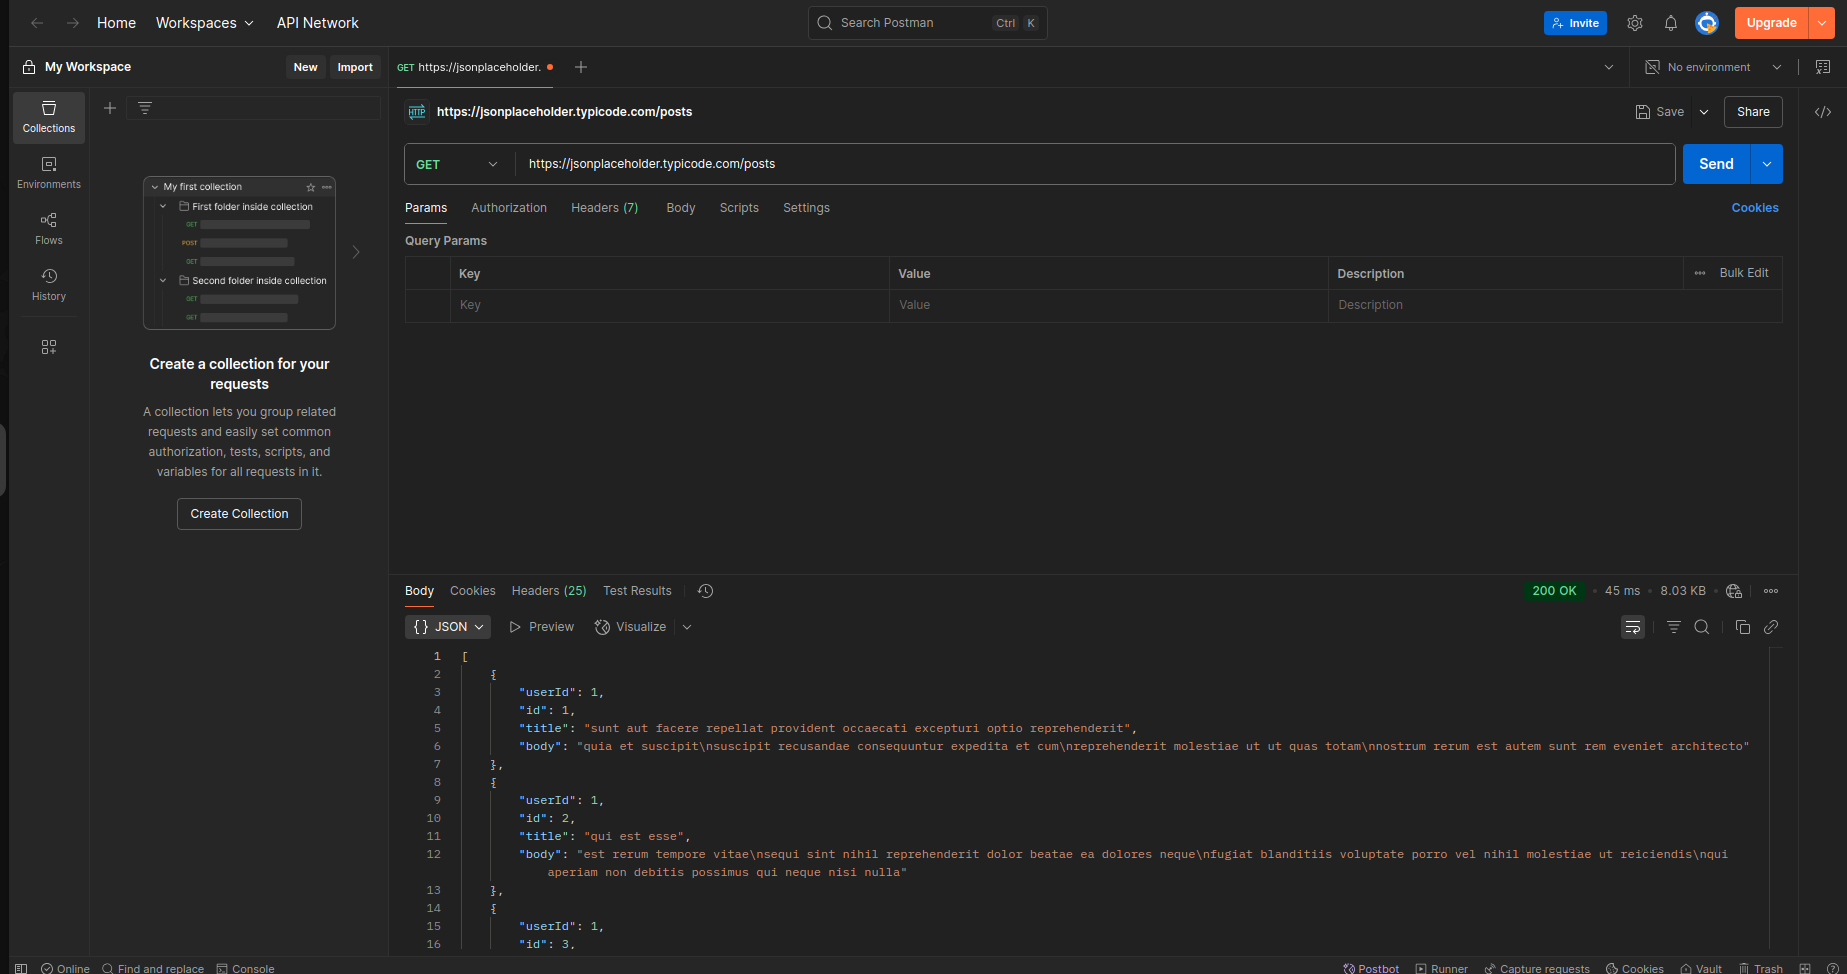 Home Workspaces API Network Search Postman Ctrl K Invite Upgrade
My Workspace New Import GET https://jsonplaceholder. No environment
Collections
Environments
Flows
History
My first collection
First folder inside collection
GET
POST
GET
Second folder inside collection
GET
GET
Create a collection for your
requests
A collection lets you group related
requests and easily set common
authorization, tests, scripts, and
variables for all requests in it.
Create Collection
HTTP https://jsonplaceholder.typicode.com/posts Save Share
GET https://jsonplaceholder.typicode.com/posts Send
Params Authorization Headers (7) Body Scripts Settings Cookies
Query Params
Key Value Description Bulk Edit
Key Value Description
Body Cookies Headers (25) Test Results 200 OK 45 ms 8.03 KB
{} JSON Preview Visualize
1 [
2 {
3 "userId": 1,
4 "id": 1,
5 "title": "sunt aut facere repellat provident occaecati excepturi optio reprehenderit",
6 "body": "quia et suscipit\nsuscipit recusandae consequuntur expedita et cum\nreprehenderit molestiae ut ut quas totam\nnostrum rerum est autem sunt rem eveniet architecto"
7 },
8 {
9 "userId": 1,
10 "id": 2,
11 "title": "qui est esse",
12 "body": "est rerum tempore vitae\nsequi sint nihil reprehenderit dolor beatae ea dolores neque\nfugiat blanditiis voluptate porro vel nihil molestiae ut reiciendis\nqui
aperiam non debitis possimus qui neque nisi nulla"
13 },
14 {
15 "userId": 1,
16 "id": 3,
Online Find and replace Console Postbot Runner Capture requests Cookies Vault Trash